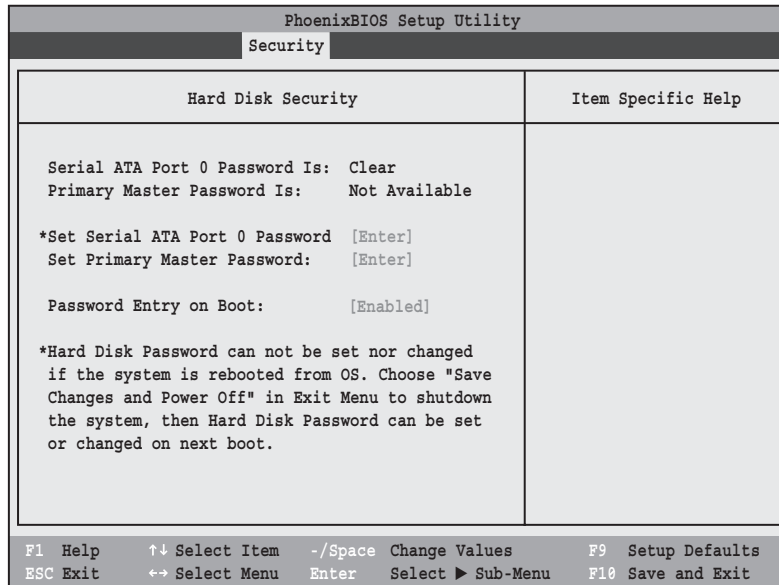 PhoenixBIOS Setup Utility
Security
Hard Disk Security
Item Specific Help
Serial ATA Port 0 Password Is: Clear
Primary Master Password Is: Not Available
*Set Serial ATA Port 0 Password [Enter]
Set Primary Master Password: [Enter]
Password Entry on Boot: [Enabled]
*Hard Disk Password can not be set nor changed
if the system is rebooted from OS. Choose "Save
Changes and Power Off" in Exit Menu to shutdown
the system, then Hard Disk Password can be set
or changed on next boot.
F1 Help ↑↓ Select Item -/Space Change Values F9 Setup Defaults
ESC Exit ←→ Select Menu Enter Select ▶ Sub-Menu F10 Save and Exit